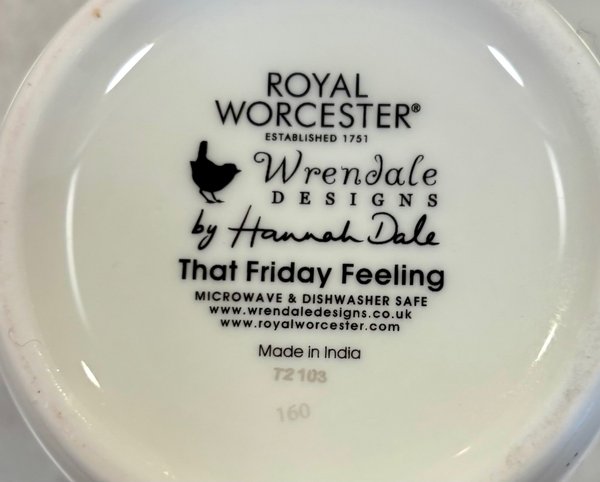 ROYAL
WORCESTER®
ESTABLISHED 1751
Wrendale
DESIGNS
by Hannah Dale
That Friday Feeling
MICROWAVE & DISHWASHER SAFE
www.wrendaledesigns.co.uk
www.royalworcester.com
Made in India
T2103
160